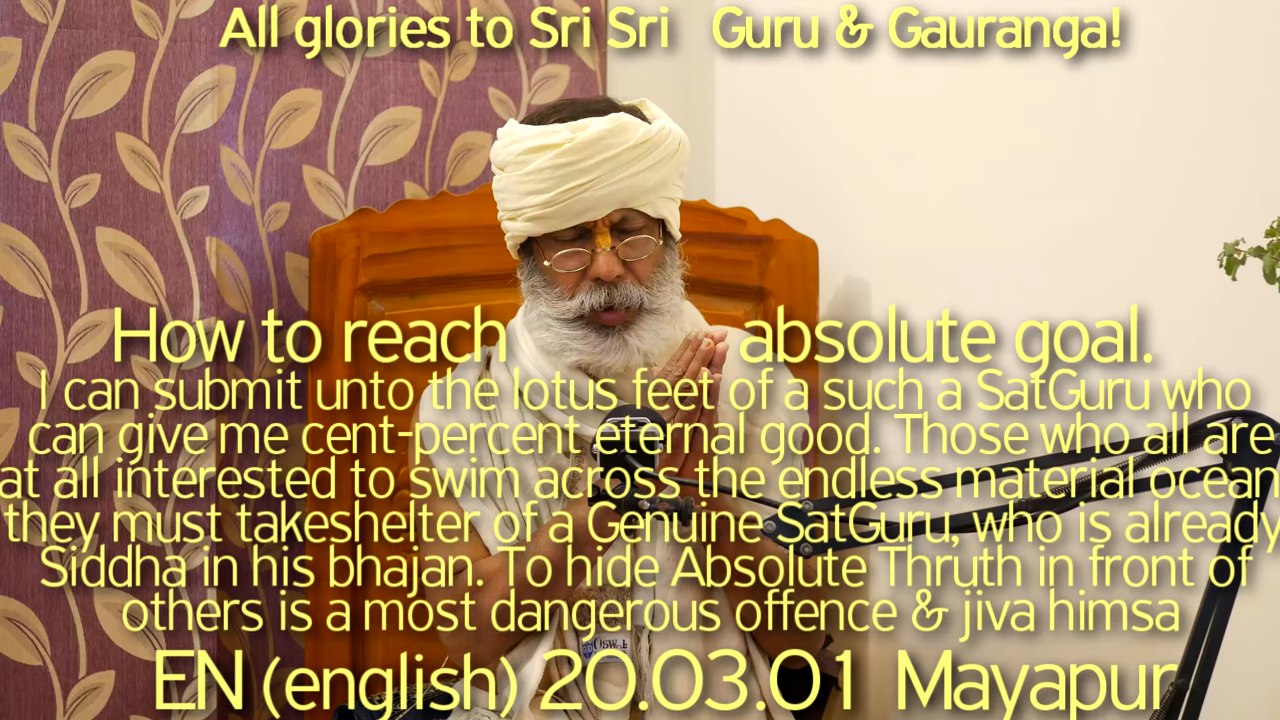 All glories to Sri Sri Guru & Gauranga!
How to reach absolute goal.
I can submit unto the lotus feet of a such a SatGuru who
can give me cent-percent eternal good. Those who all are
at all interested to swim across the endless material ocean
they must takeshelter of a Genuine SatGuru, who is already
Siddha in his bhajan. To hide Absolute Thruth in front of
others is a most dangerous offence & jiva himsa
EN (english) 20.03.01 Mayapur